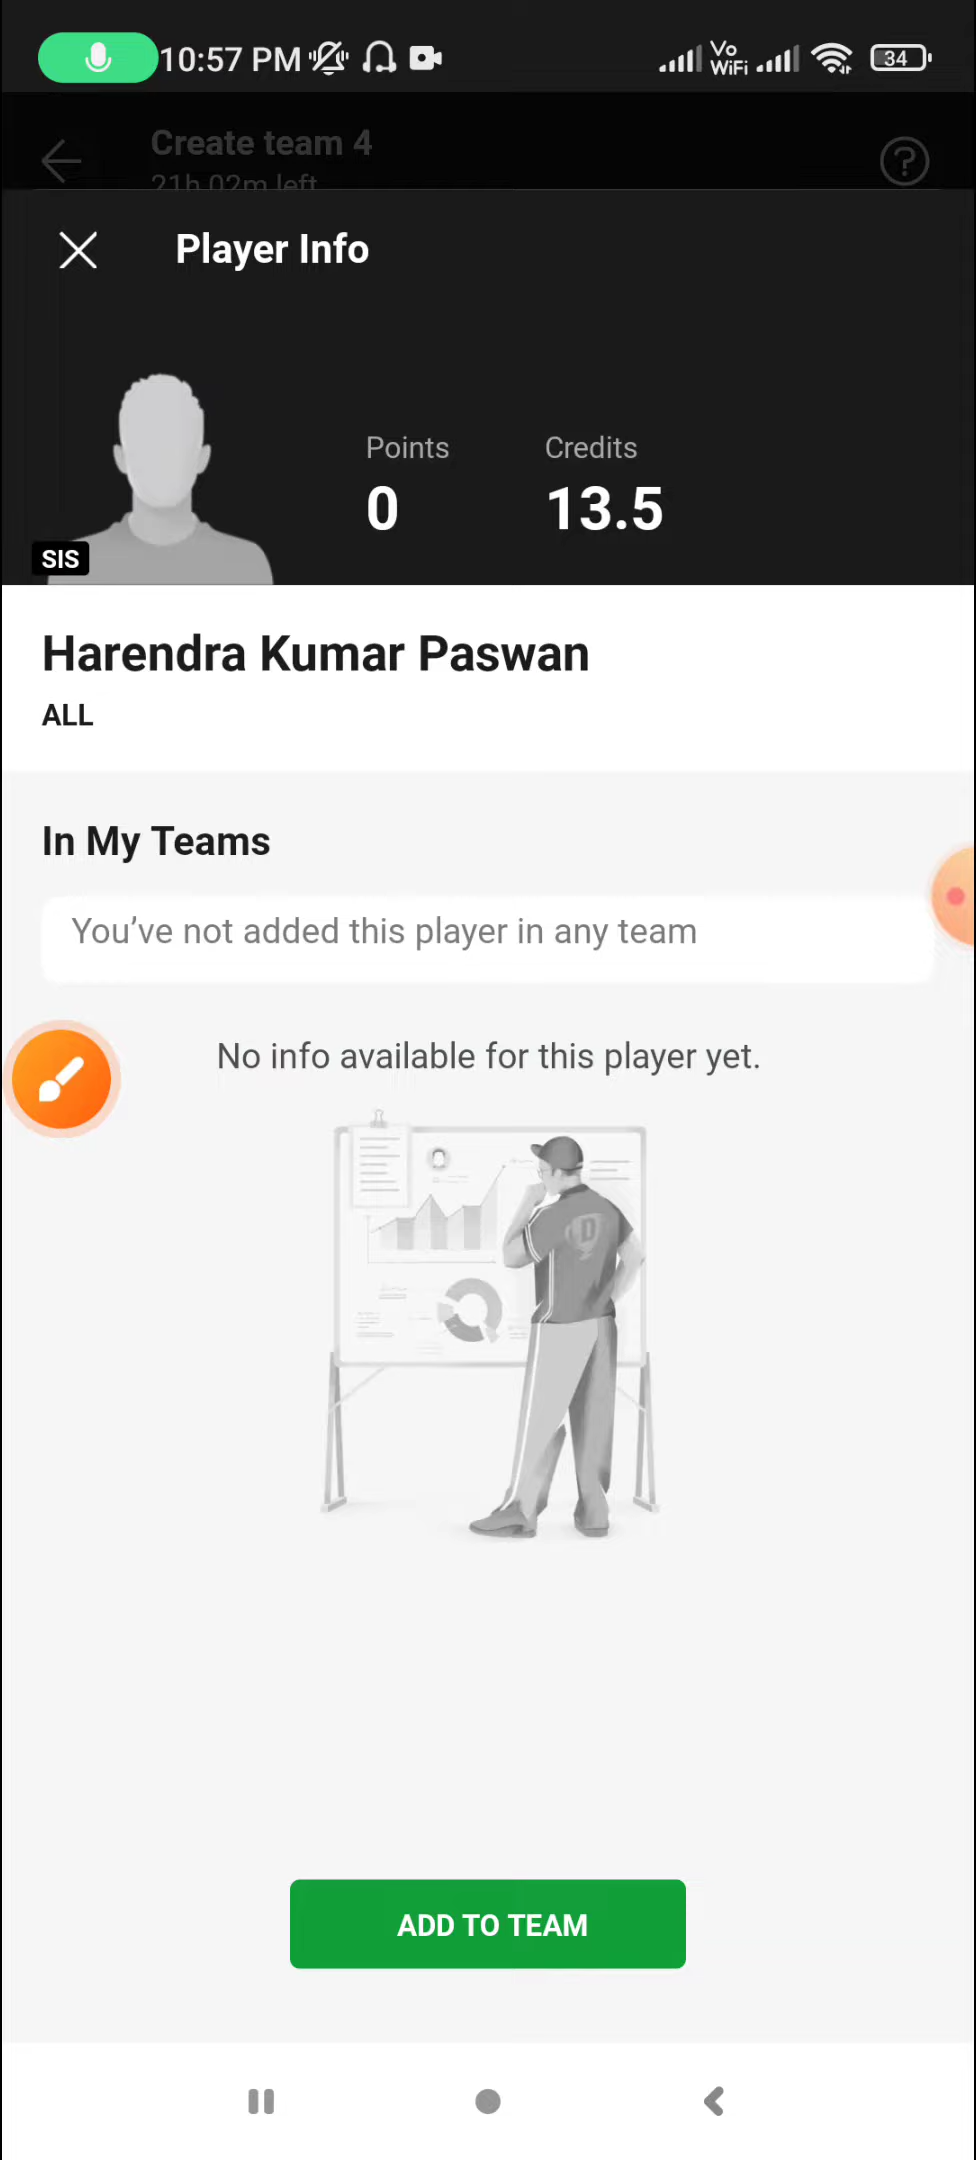 10:57 PM
Vo
WiFi
34
Create team 4
21h 02m left
?
Player Info
Points
Credits
0
13.5
SIS
Harendra Kumar Paswan
ALL
In My Teams
You’ve not added this player in any team
No info available for this player yet.
D
ADD TO TEAM